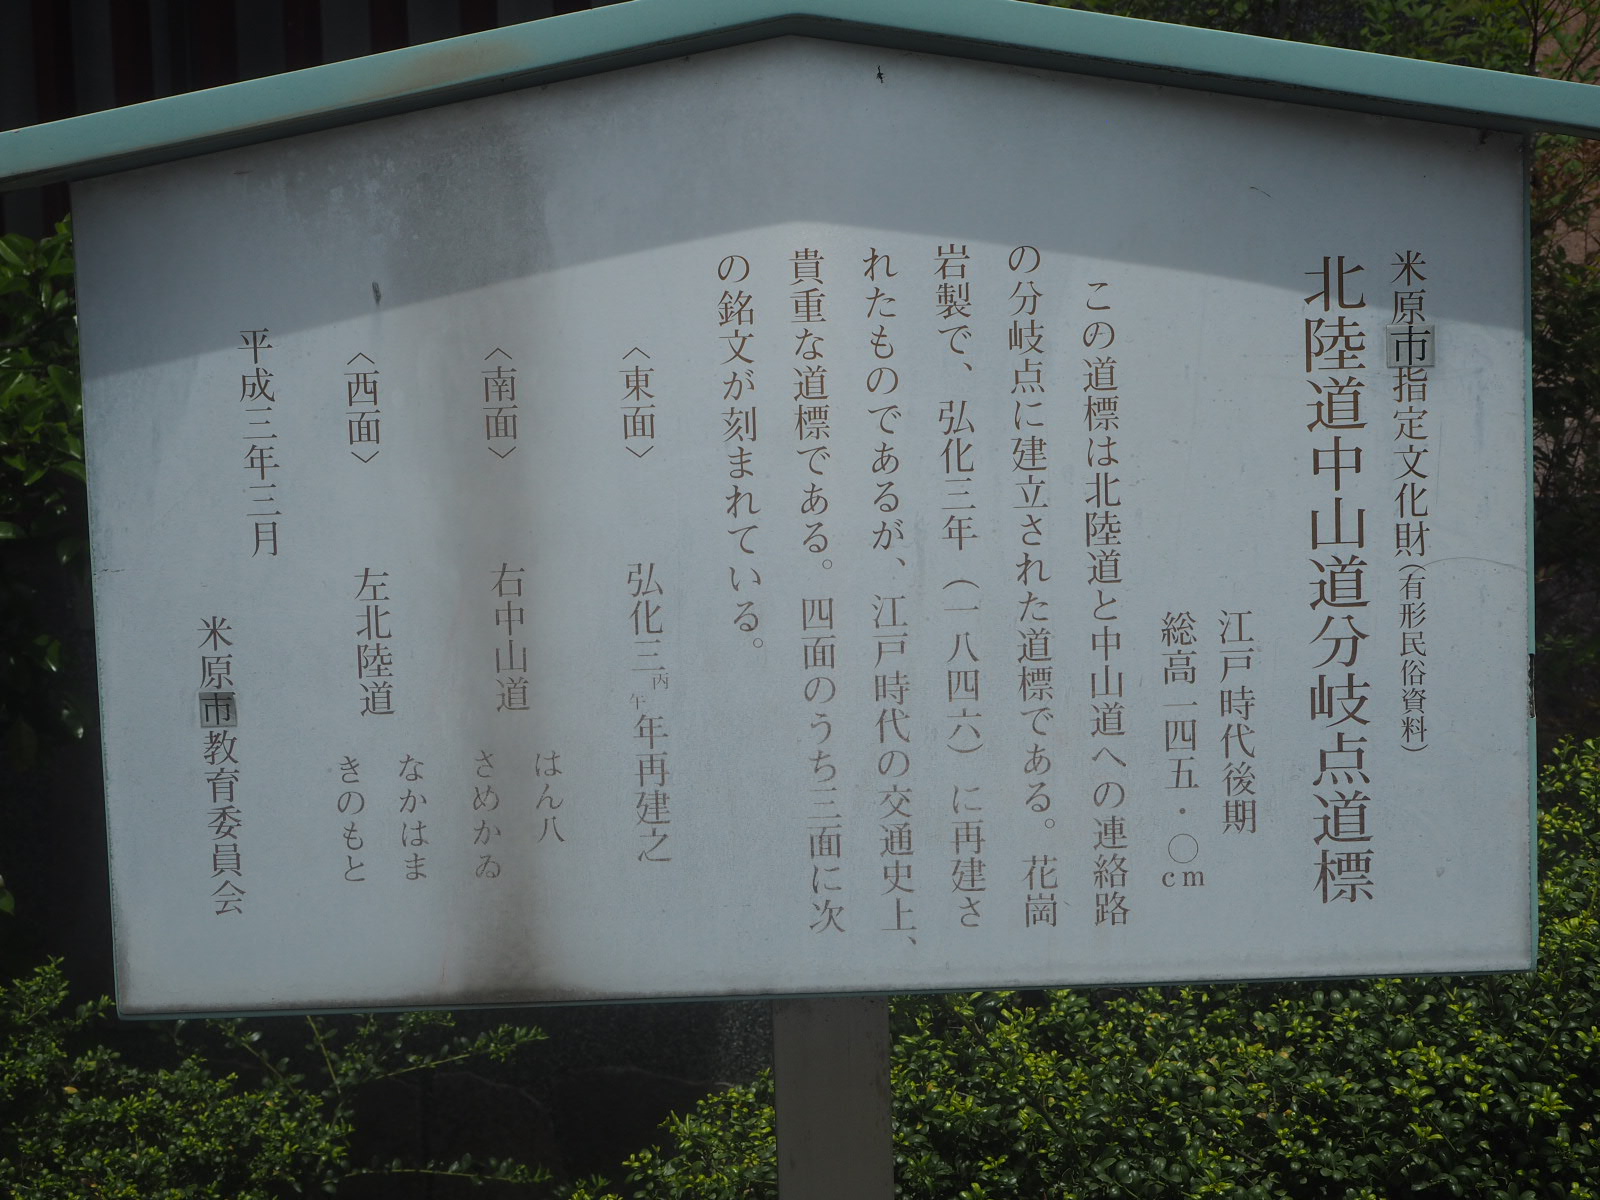 米原市指定文化財(有形民俗資料)
北陸道中山道分岐点道標
江戸時代後期
総高一四五・〇cm
この道標は北陸道と中山道への連絡路
の分岐点に建立された道標である。花崗
岩製で、弘化三年(一八四六)に再建さ
れたものであるが、江戸時代の交通史上、
貴重な道標である。四面のうち三面に次
の銘文が刻まれている。
〈東面〉 弘化三丙午年再建之
〈南面〉 右中山道 はん八 さめかゐ
〈西面〉 左北陸道 なかはま きのもと
平成三年三月
米原市教育委員会